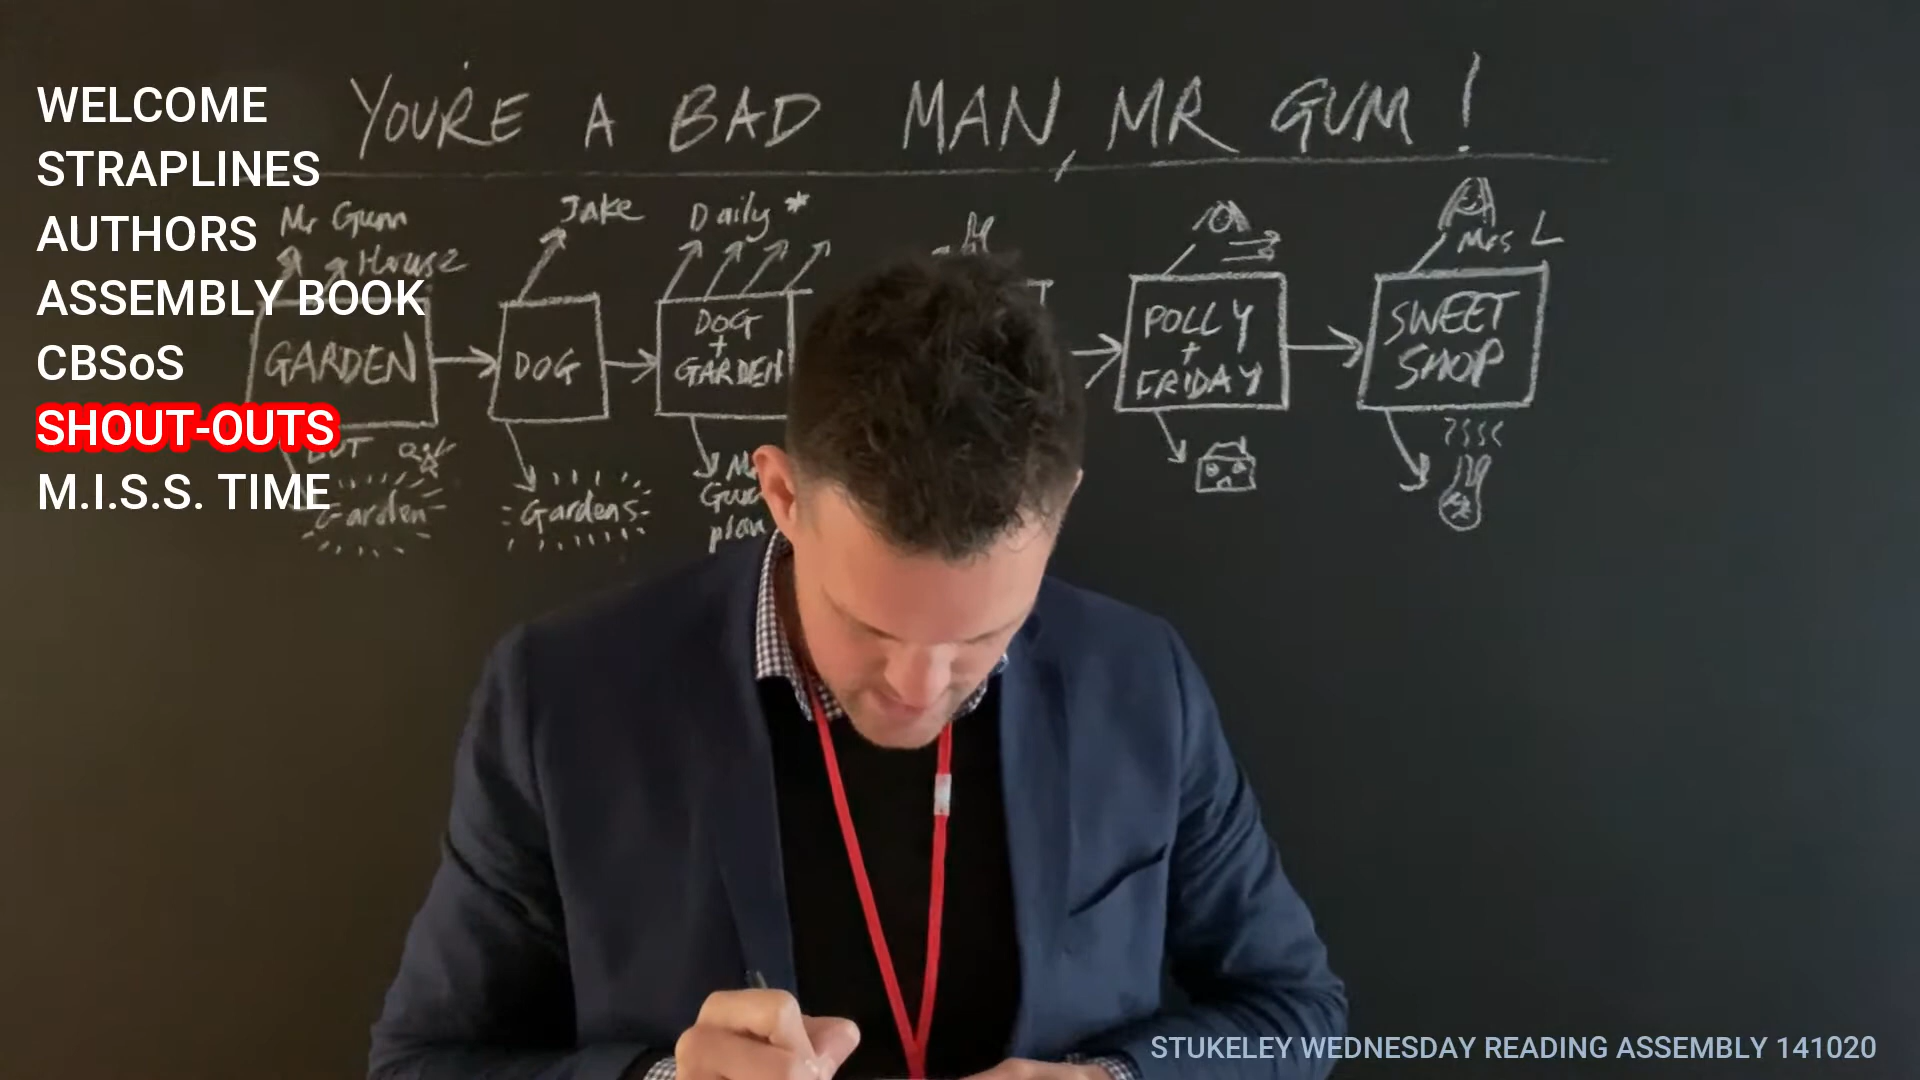 YOU'RE A BAD MAN, MR GUM!
WELCOME
STRAPLINES
AUTHORS
ASSEMBLY BOOK
CBSoS
SHOUT-OUTS
M.I.S.S. TIME
Mr Gum
House
GARDEN
Garden
Jake
DOG
Gardens
Daily *
DOG
+
GARDEN
plan
POLLY
+
FRIDAY
Mrs L
SWEET
SHOP
STUKELEY WEDNESDAY READING ASSEMBLY 141020